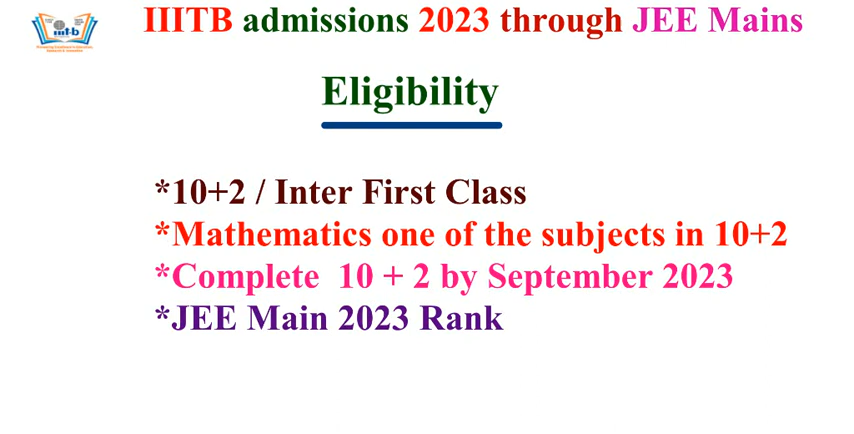 IIITB admissions 2023 through JEE Mains
Eligibility
*10+2 / Inter First Class
*Mathematics one of the subjects in 10+2
*Complete 10 + 2 by September 2023
*JEE Main 2023 Rank